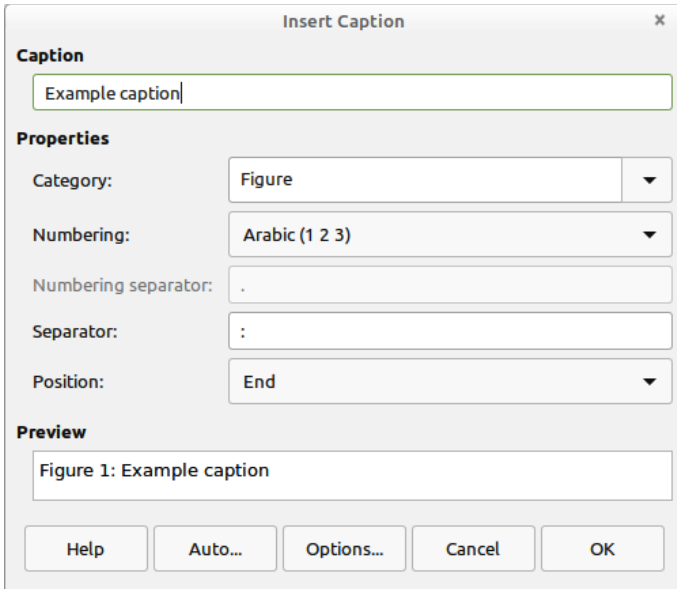 Insert Caption ×
Caption
Example caption
Properties
Category: Figure
Numbering: Arabic (1 2 3)
Numbering separator: .
Separator: :
Position: End
Preview
Figure 1: Example caption
Help Auto... Options... Cancel OK